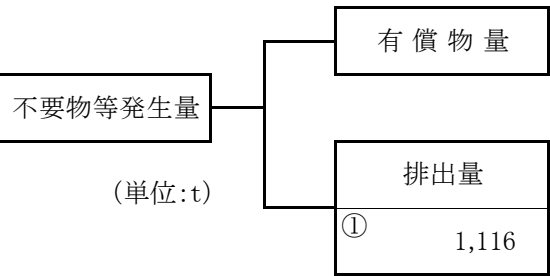 有償物量
不要物等発生量
(単位:t)
排出量
①
1,116